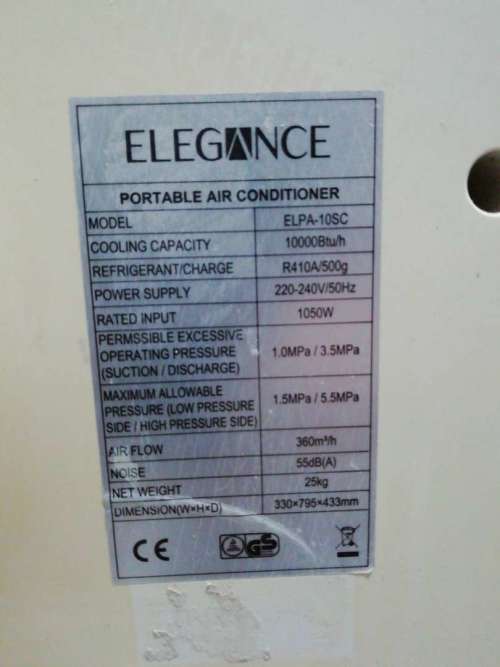 ELEGANCE
PORTABLE AIR CONDITIONER
MODEL ELPA-10SC
COOLING CAPACITY 10000Btu/h
REFRIGERANT/CHARGE R410A/500g
POWER SUPPLY 220-240V/50Hz
RATED INPUT 1050W
PERMSSIBLE EXCESSIVE
OPERATING PRESSURE
(SUCTION / DISCHARGE) 1.0MPa / 3.5MPa
MAXIMUM ALLOWABLE
PRESSURE (LOW PRESSURE
SIDE / HIGH PRESSURE SIDE) 1.5MPa / 5.5MPa
AIR FLOW 360m³/h
NOISE 55dB(A)
NET WEIGHT 25kg
DIMENSION(W×H×D) 330×795×433mm
CE GS